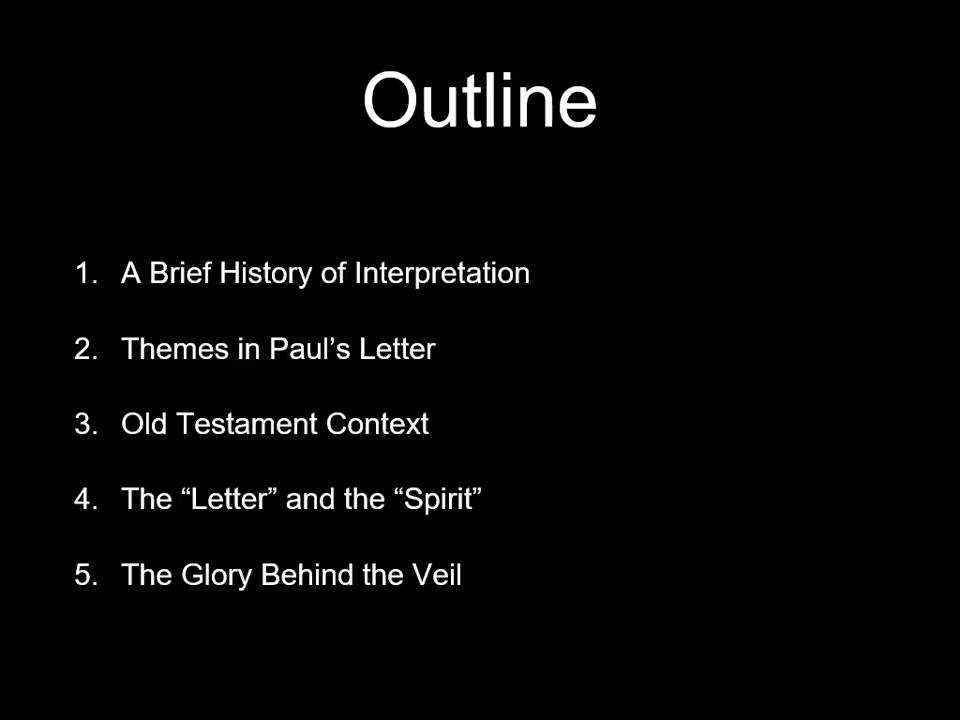 Outline
1. A Brief History of Interpretation
2. Themes in Paul’s Letter
3. Old Testament Context
4. The “Letter” and the “Spirit”
5. The Glory Behind the Veil